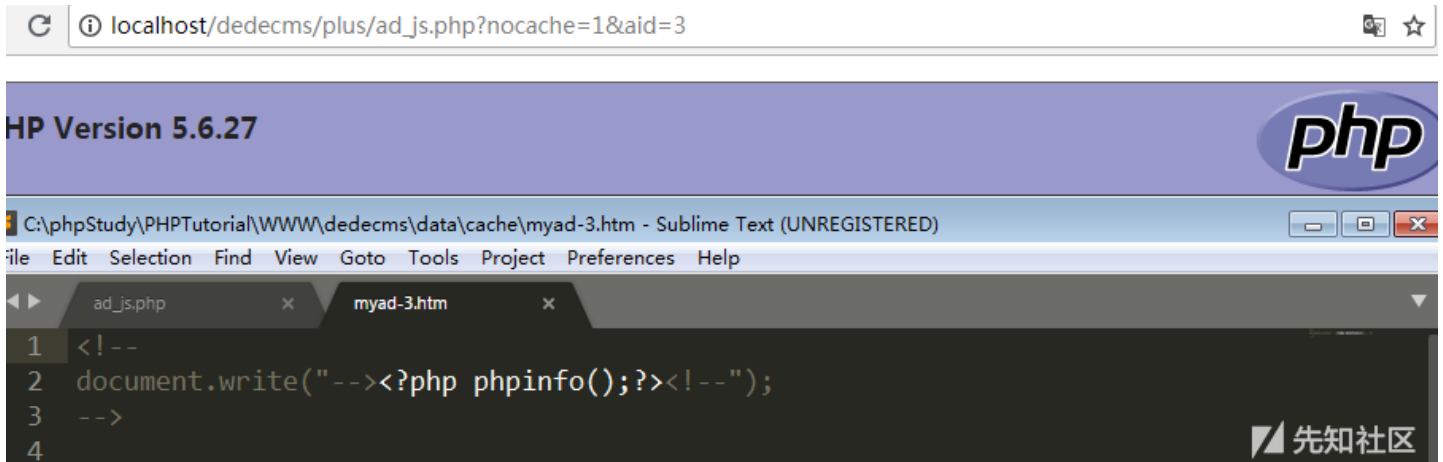 localhost/dedecms/plus/ad_js.php?nocache=1&aid=3
HP Version 5.6.27
php
C:\phpStudy\PHPTutorial\WWW\dedecms\data\cache\myad-3.htm - Sublime Text (UNREGISTERED)
File Edit Selection Find View Goto Tools Project Preferences Help
ad_js.php × myad-3.htm ×
1 <!--
2 document.write("--><?php phpinfo();?><!--");
3 -->
4
先知社区